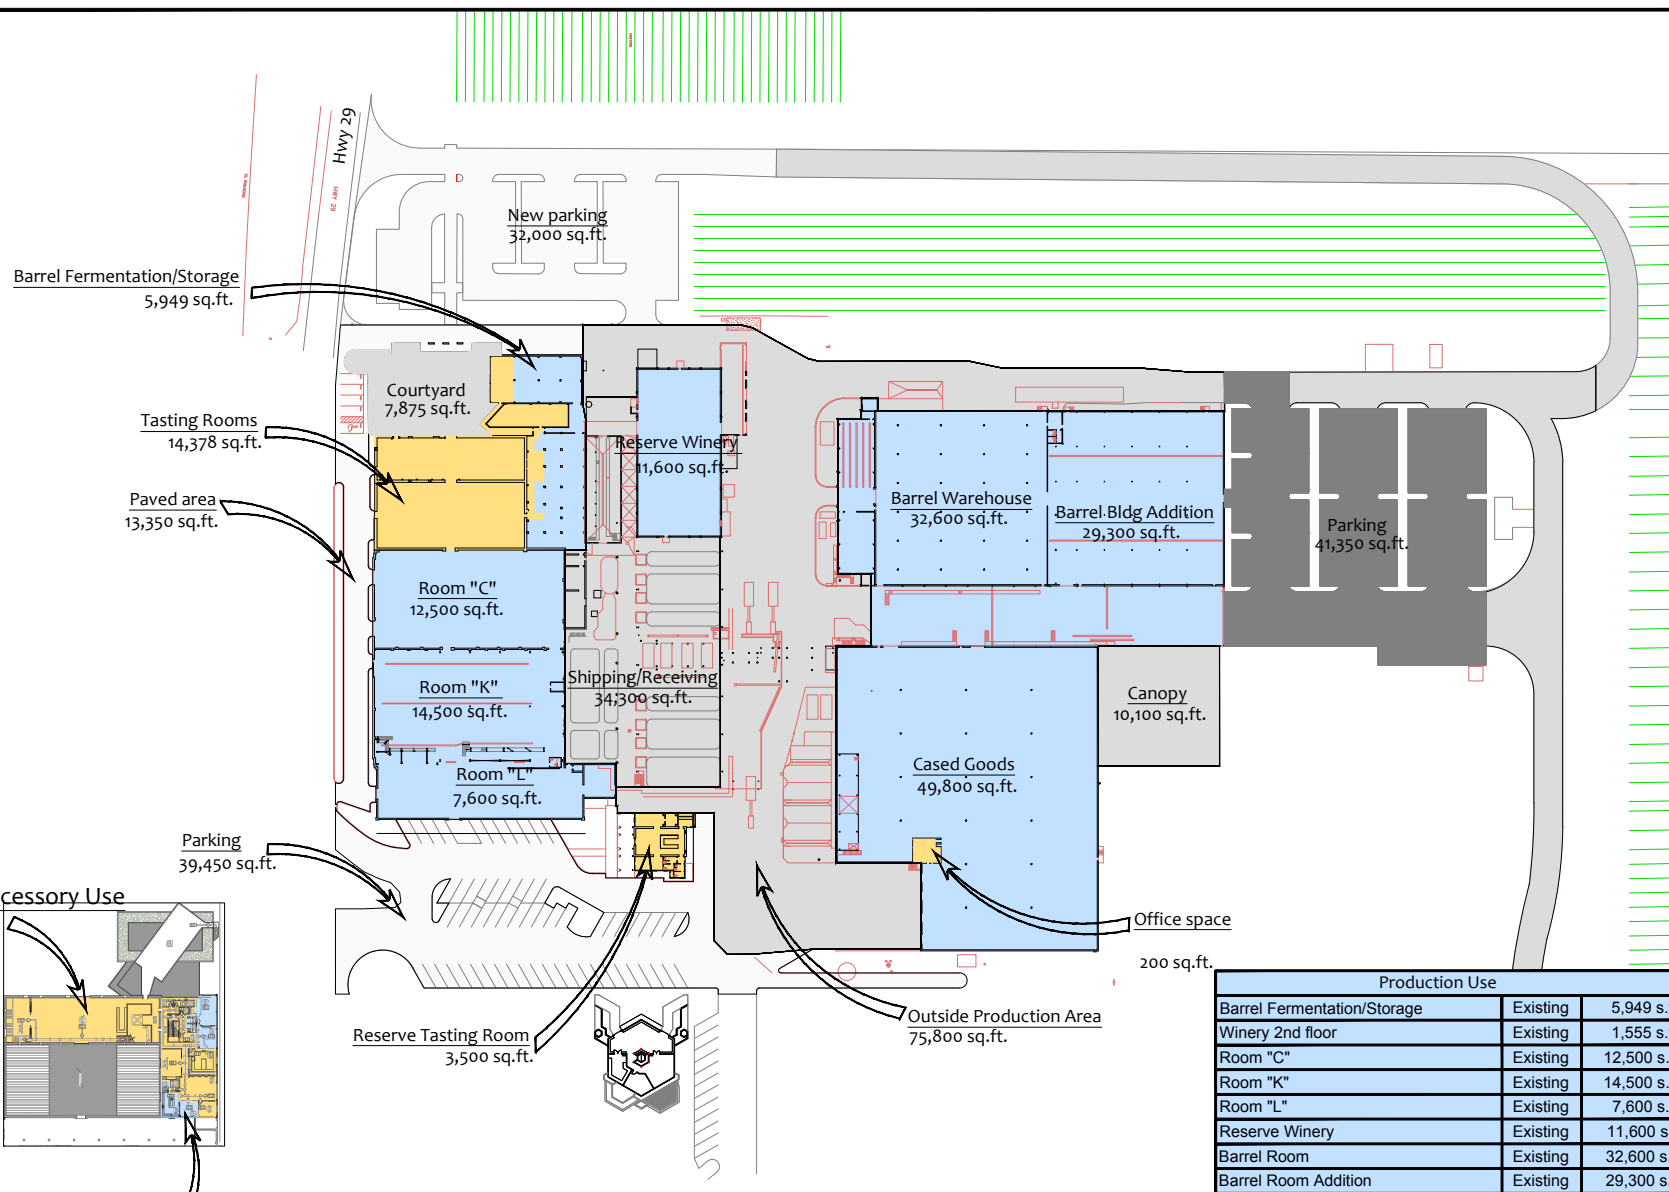 Hwy 29
HWY 29
New parking
32,000 sq.ft.
Barrel Fermentation/Storage
5,949 sq.ft.
Courtyard
7,875 sq.ft.
Tasting Rooms
14,378 sq.ft.
Reserve Winery
11,600 sq.ft.
Paved area
13,350 sq.ft.
Barrel Warehouse
32,600 sq.ft.
Barrel Bldg Addition
29,300 sq.ft.
Parking
41,350 sq.ft.
Room "C"
12,500 sq.ft.
Room "K"
14,500 sq.ft.
Shipping/Receiving
34,300 sq.ft.
Canopy
10,100 sq.ft.
Room "L"
7,600 sq.ft.
Cased Goods
49,800 sq.ft.
Parking
39,450 sq.ft.
cessory Use
Office space
200 sq.ft.
Outside Production Area
75,800 sq.ft.
Reserve Tasting Room
3,500 sq.ft.
Production Use
Barrel Fermentation/Storage Existing 5,949 s.
Winery 2nd floor Existing 1,555 s.
Room "C" Existing 12,500 s.
Room "K" Existing 14,500 s.
Room "L" Existing 7,600 s.
Reserve Winery Existing 11,600 s
Barrel Room Existing 32,600 s.
Barrel Room Addition Existing 29,300 s